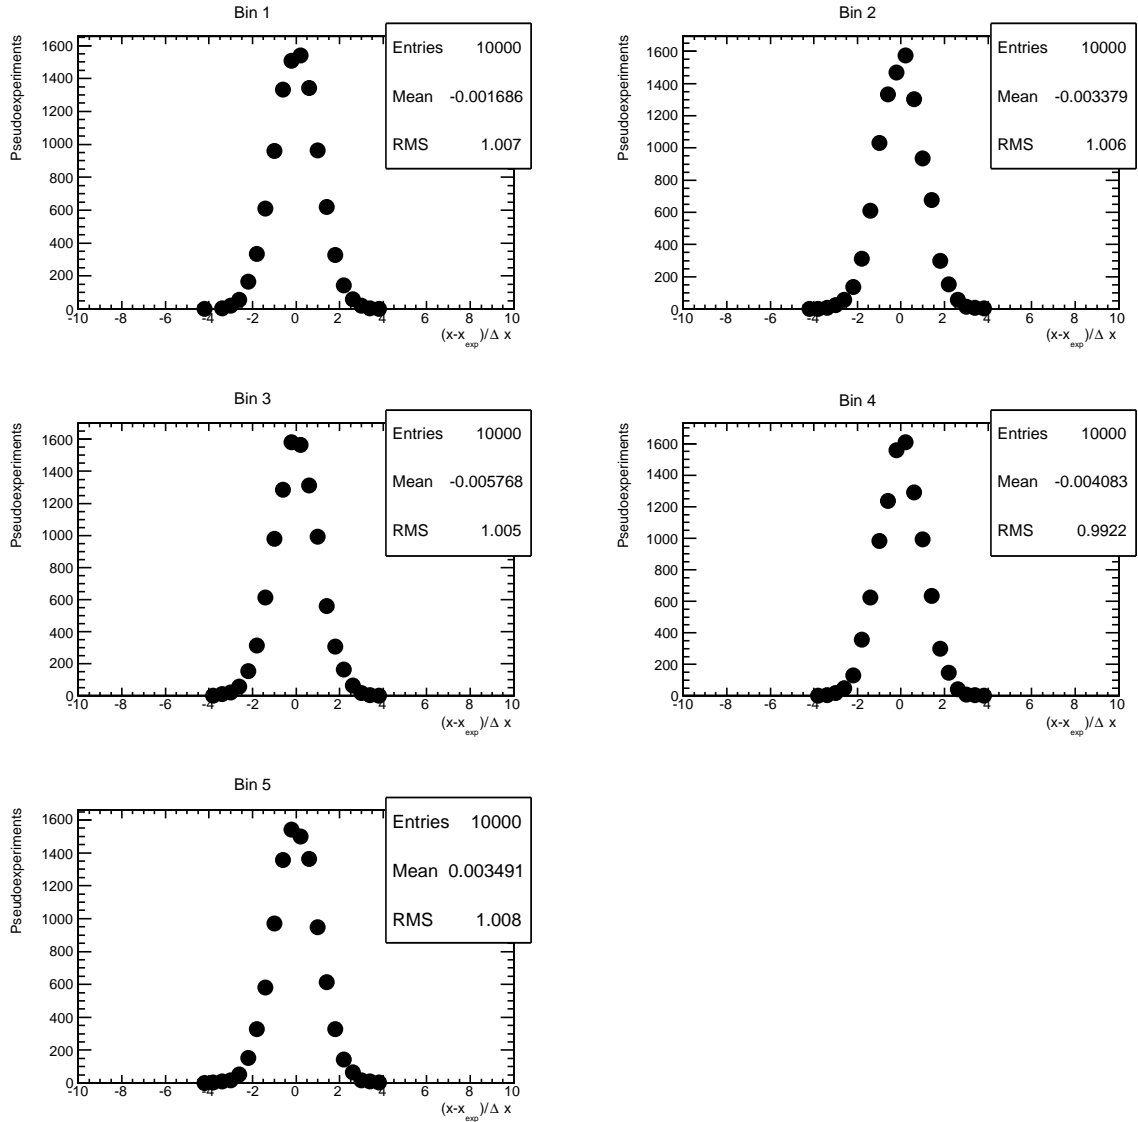 Bin 1
Pseudoexperiments
1600
1400
1200
1000
800
600
400
200
0
-10 -8 -6 -4 -2 0 2 4 6 8 10
(x-x_exp)/Δ x
Entries 10000
Mean -0.001686
RMS 1.007
Bin 2
Pseudoexperiments
1600
1400
1200
1000
800
600
400
200
0
-10 -8 -6 -4 -2 0 2 4 6 8 10
(x-x_exp)/Δ x
Entries 10000
Mean -0.003379
RMS 1.006
Bin 3
Pseudoexperiments
1600
1400
1200
1000
800
600
400
200
0
-10 -8 -6 -4 -2 0 2 4 6 8 10
(x-x_exp)/Δ x
Entries 10000
Mean -0.005768
RMS 1.005
Bin 4
Pseudoexperiments
1600
1400
1200
1000
800
600
400
200
0
-10 -8 -6 -4 -2 0 2 4 6 8 10
(x-x_exp)/Δ x
Entries 10000
Mean -0.004083
RMS 0.9922
Bin 5
Pseudoexperiments
1600
1400
1200
1000
800
600
400
200
0
-10 -8 -6 -4 -2 0 2 4 6 8 10
(x-x_exp)/Δ x
Entries 10000
Mean 0.003491
RMS 1.008